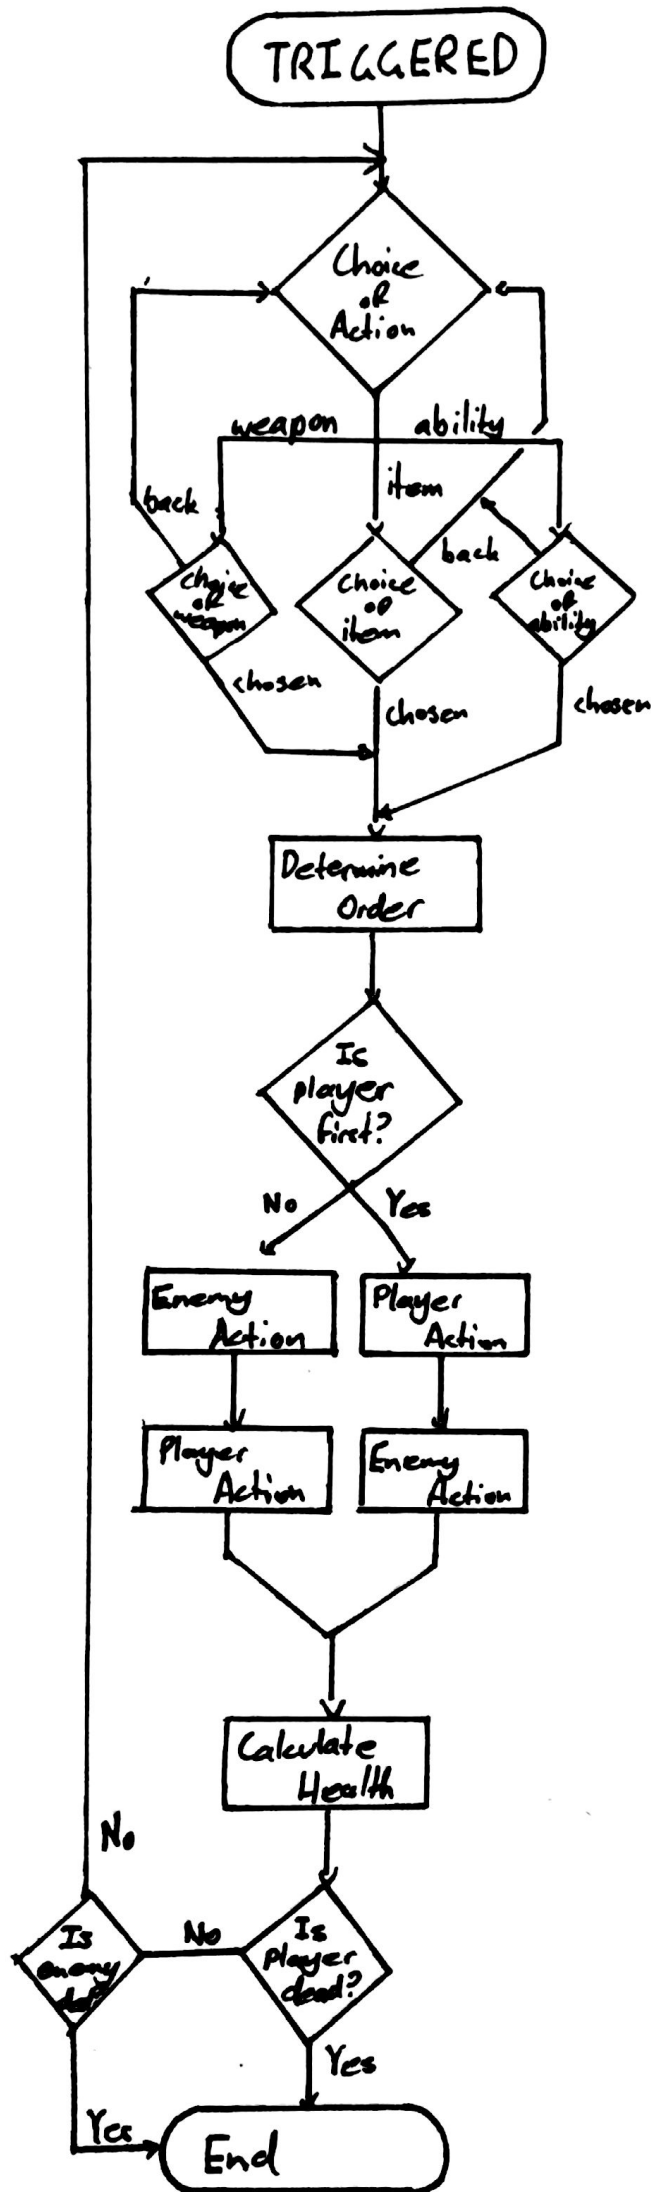 TRIGGERED
Choice
of
Action
weapon
ability
item
back
back
Choice
of
weapon
Choice
of
item
Choice
of
ability
chosen
chosen
chosen
Determine
Order
Is
player
first?
No
Yes
Enemy
Action
Player
Action
Player
Action
Enemy
Action
Calculate
Health
No
Is
enemy
No
Is
Player
dead?
Yes
Yes
End